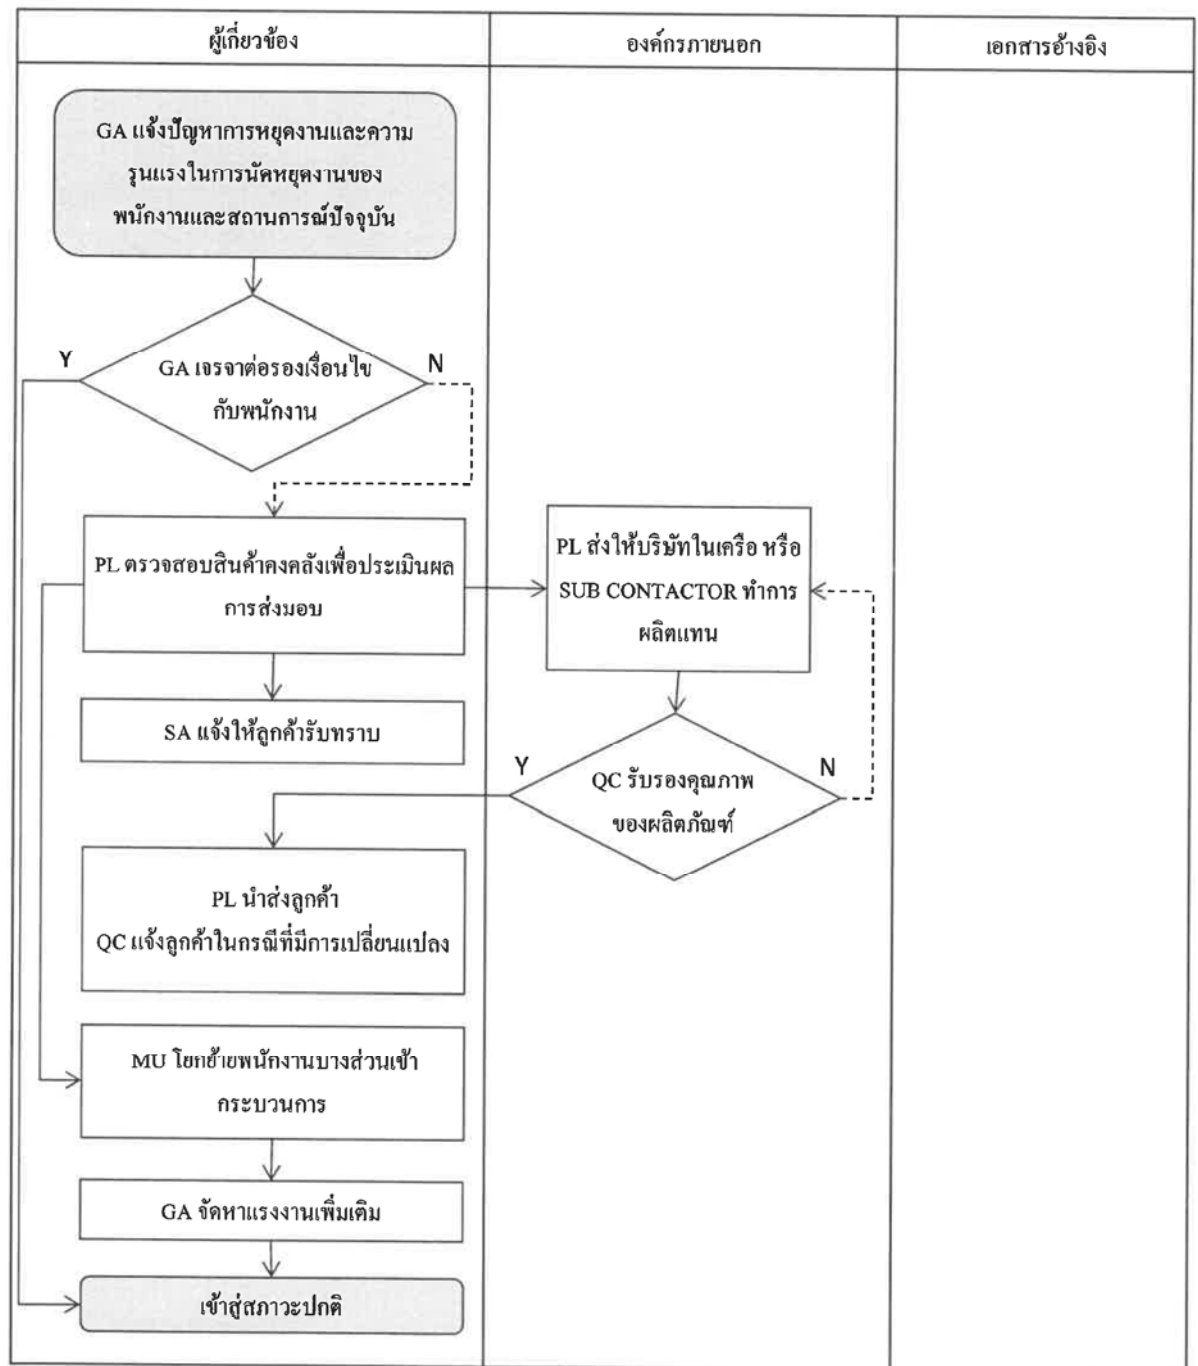 ผู้เกี่ยวข้อง
องค์กรภายนอก
เอกสารอ้างอิง
GA แจ้งปัญหาการหยุดงานและความ
รุนแรงในการนัดหยุดงานของ
พนักงานและสถานการณ์ปัจจุบัน
Y
GA เจรจาต่อรองเงื่อนไข
กับพนักงาน
N
PL ตรวจสอบสินค้าคงคลังเพื่อประเมินผล
การส่งมอบ
PL ส่งให้บริษัทในเครือ หรือ
SUB CONTACTOR ทำการ
ผลิตแทน
SA แจ้งให้ลูกค้ารับทราบ
Y
QC รับรองคุณภาพ
ของผลิตภัณฑ์
N
PL นำส่งลูกค้า
QC แจ้งลูกค้าในกรณีที่มีการเปลี่ยนแปลง
MU โยกย้ายพนักงานบางส่วนเข้า
กระบวนการ
GA จัดหาแรงงานเพิ่มเติม
เข้าสู่สภาวะปกติ